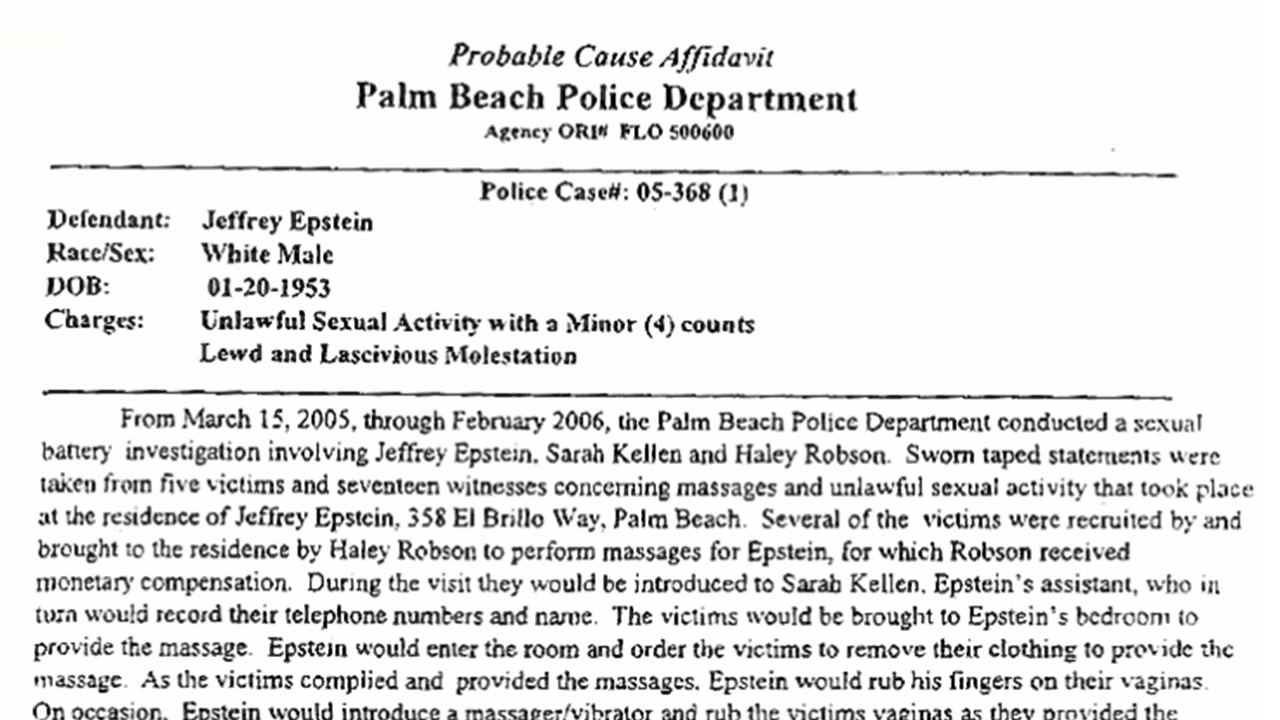 Probable Cause Affidavit
Palm Beach Police Department
Agency ORI# FLO 500600
Police Case#: 05-368 (1)
Defendant: Jeffrey Epstein
Race/Sex: White Male
DOB: 01-20-1953
Charges: Unlawful Sexual Activity with a Minor (4) counts
Lewd and Lascivious Molestation
From March 15, 2005, through February 2006, the Palm Beach Police Department conducted a sexual
battery investigation involving Jeffrey Epstein, Sarah Kellen and Haley Robson. Sworn taped statements were
taken from five victims and seventeen witnesses concerning massages and unlawful sexual activity that took place
at the residence of Jeffrey Epstein, 358 El Brillo Way, Palm Beach. Several of the victims were recruited by and
brought to the residence by Haley Robson to perform massages for Epstein, for which Robson received
monetary compensation. During the visit they would be introduced to Sarah Kellen, Epstein's assistant, who in
turn would record their telephone numbers and name. The victims would be brought to Epstein's bedroom to
provide the massage. Epstein would enter the room and order the victims to remove their clothing to provide the
massage. As the victims complied and provided the massages, Epstein would rub his fingers on their vaginas.
On occasion, Epstein would introduce a massager/vibrator and rub the victims vaginas as they provided the